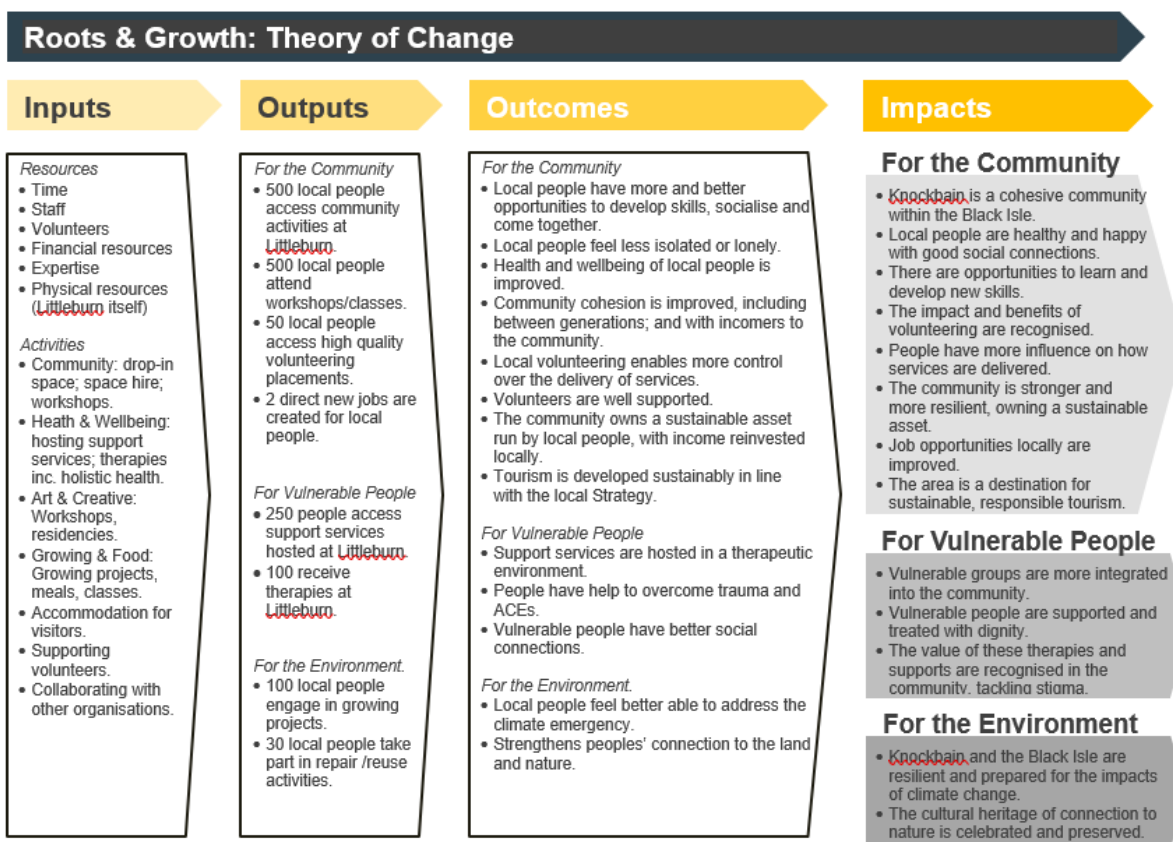 Roots & Growth: Theory of Change
Inputs
Resources
• Time
• Staff
• Volunteers
• Financial resources
• Expertise
• Physical resources
(Littleburn itself)
Activities
• Community: drop-in
space; space hire;
workshops.
• Heath & Wellbeing:
hosting support
services; therapies
inc. holistic health.
• Art & Creative:
Workshops,
residencies.
• Growing & Food:
Growing projects,
meals, classes.
• Accommodation for
visitors.
• Supporting
volunteers.
• Collaborating with
other organisations.
Outputs
For the Community
• 500 local people
access community
activities at
Littleburn.
• 500 local people
attend
workshops/classes.
• 50 local people
access high quality
volunteering
placements.
• 2 direct new jobs are
created for local
people.
For Vulnerable People
• 250 people access
support services
hosted at Littleburn
• 100 receive
therapies at
Littleburn.
For the Environment.
• 100 local people
engage in growing
projects.
• 30 local people take
part in repair /reuse
activities.
Outcomes
For the Community
• Local people have more and better
opportunities to develop skills, socialise and
come together.
• Local people feel less isolated or lonely.
• Health and wellbeing of local people is
improved.
• Community cohesion is improved, including
between generations; and with incomers to
the community.
• Local volunteering enables more control
over the delivery of services.
• Volunteers are well supported.
• The community owns a sustainable asset
run by local people, with income reinvested
locally.
• Tourism is developed sustainably in line
with the local Strategy.
For Vulnerable People
• Support services are hosted in a therapeutic
environment.
• People have help to overcome trauma and
ACEs.
• Vulnerable people have better social
connections.
For the Environment.
• Local people feel better able to address the
climate emergency.
• Strengthens peoples' connection to the land
and nature.
Impacts
For the Community
• Knockbain is a cohesive community
within the Black Isle.
• Local people are healthy and happy
with good social connections.
• There are opportunities to learn and
develop new skills.
• The impact and benefits of
volunteering are recognised.
• People have more influence on how
services are delivered.
• The community is stronger and
more resilient, owning a sustainable
asset.
• Job opportunities locally are
improved.
• The area is a destination for
sustainable, responsible tourism.
For Vulnerable People
• Vulnerable groups are more integrated
into the community.
• Vulnerable people are supported and
treated with dignity.
• The value of these therapies and
supports are recognised in the
community, tackling stigma.
For the Environment
• Knockbain and the Black Isle are
resilient and prepared for the impacts
of climate change.
• The cultural heritage of connection to
nature is celebrated and preserved.